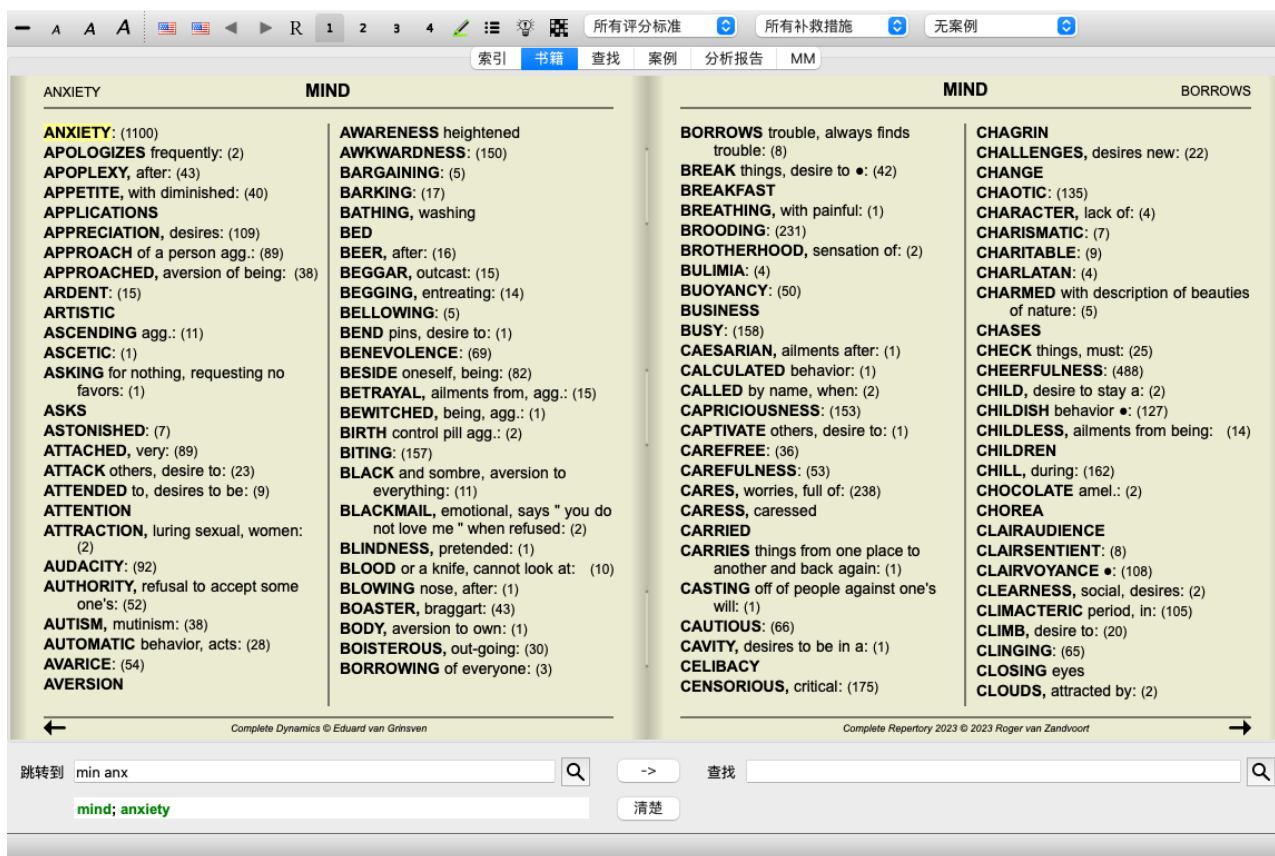 A A A R 1 2 3 4 所有评分标准 所有补救措施 无案例
索引 书籍 查找 案例 分析报告 MM
ANXIETY MIND
ANXIETY: (1100)
APOLOGIZES frequently: (2)
APOPLEXY, after: (43)
APPETITE, with diminished: (40)
APPLICATIONS
APPRECIATION, desires: (109)
APPROACH of a person agg.: (89)
APPROACHED, aversion of being: (38)
ARDENT: (15)
ARTISTIC
ASCENDING agg.: (11)
ASCETIC: (1)
ASKING for nothing, requesting no
favors: (1)
ASKS
ASTONISHED: (7)
ATTACHED, very: (89)
ATTACK others, desire to: (23)
ATTENDED to, desires to be: (9)
ATTENTION
ATTRACTION, luring sexual, women:
(2)
AUDACITY: (92)
AUTHORITY, refusal to accept some
one's: (52)
AUTISM, mutinism: (38)
AUTOMATIC behavior, acts: (28)
AVARICE: (54)
AVERSION
AWARENESS heightened
AWKWARDNESS: (150)
BARGAINING: (5)
BARKING: (17)
BATHING, washing
BED
BEER, after: (16)
BEGGAR, outcast: (15)
BEGGING, entreating: (14)
BELLOWING: (5)
BEND pins, desire to: (1)
BENEVOLENCE: (69)
BESIDE oneself, being: (82)
BETRAYAL, ailments from, agg.: (15)
BEWITCHED, being, agg.: (1)
BIRTH control pill agg.: (2)
BITING: (157)
BLACK and sombre, aversion to
everything: (11)
BLACKMAIL, emotional, says " you do
not love me " when refused: (2)
BLINDNESS, pretended: (1)
BLOOD or a knife, cannot look at: (10)
BLOWING nose, after: (1)
BOASTER, braggart: (43)
BODY, aversion to own: (1)
BOISTEROUS, out-going: (30)
BORROWING of everyone: (3)
Complete Dynamics © Eduard van Grinsven
MIND BORROWS
BORROWS trouble, always finds
trouble: (8)
BREAK things, desire to ●: (42)
BREAKFAST
BREATHING, with painful: (1)
BROODING: (231)
BROTHERHOOD, sensation of: (2)
BULIMIA: (4)
BUOYANCY: (50)
BUSINESS
BUSY: (158)
CAESARIAN, ailments after: (1)
CALCULATED behavior: (1)
CALLED by name, when: (2)
CAPRICIOUSNESS: (153)
CAPTIVATE others, desire to: (1)
CAREFREE: (36)
CAREFULNESS: (53)
CARES, worries, full of: (238)
CARESS, caressed
CARRIED
CARRIES things from one place to
another and back again: (1)
CASTING off of people against one's
will: (1)
CAUTIOUS: (66)
CAVITY, desires to be in a: (1)
CELIBACY
CENSORIOUS, critical: (175)
CHAGRIN
CHALLENGES, desires new: (22)
CHANGE
CHAOTIC: (135)
CHARACTER, lack of: (4)
CHARISMATIC: (7)
CHARITABLE: (9)
CHARLATAN: (4)
CHARMED with description of beauties
of nature: (5)
CHASES
CHECK things, must: (25)
CHEERFULNESS: (488)
CHILD, desire to stay a: (2)
CHILDISH behavior ●: (127)
CHILDLESS, ailments from being: (14)
CHILDREN
CHILL, during: (162)
CHOCOLATE amel.: (2)
CHOREA
CLAIRAUDIENCE
CLAIRSENTIENT: (8)
CLAIRVOYANCE ●: (108)
CLEARNESS, social, desires: (2)
CLIMACTERIC period, in: (105)
CLIMB, desire to: (20)
CLINGING: (65)
CLOSING eyes
CLOUDS, attracted by: (2)
Complete Repertory 2023 © 2023 Roger van Zandvoort
跳转到 min anx -> 查找
mind; anxiety 清楚